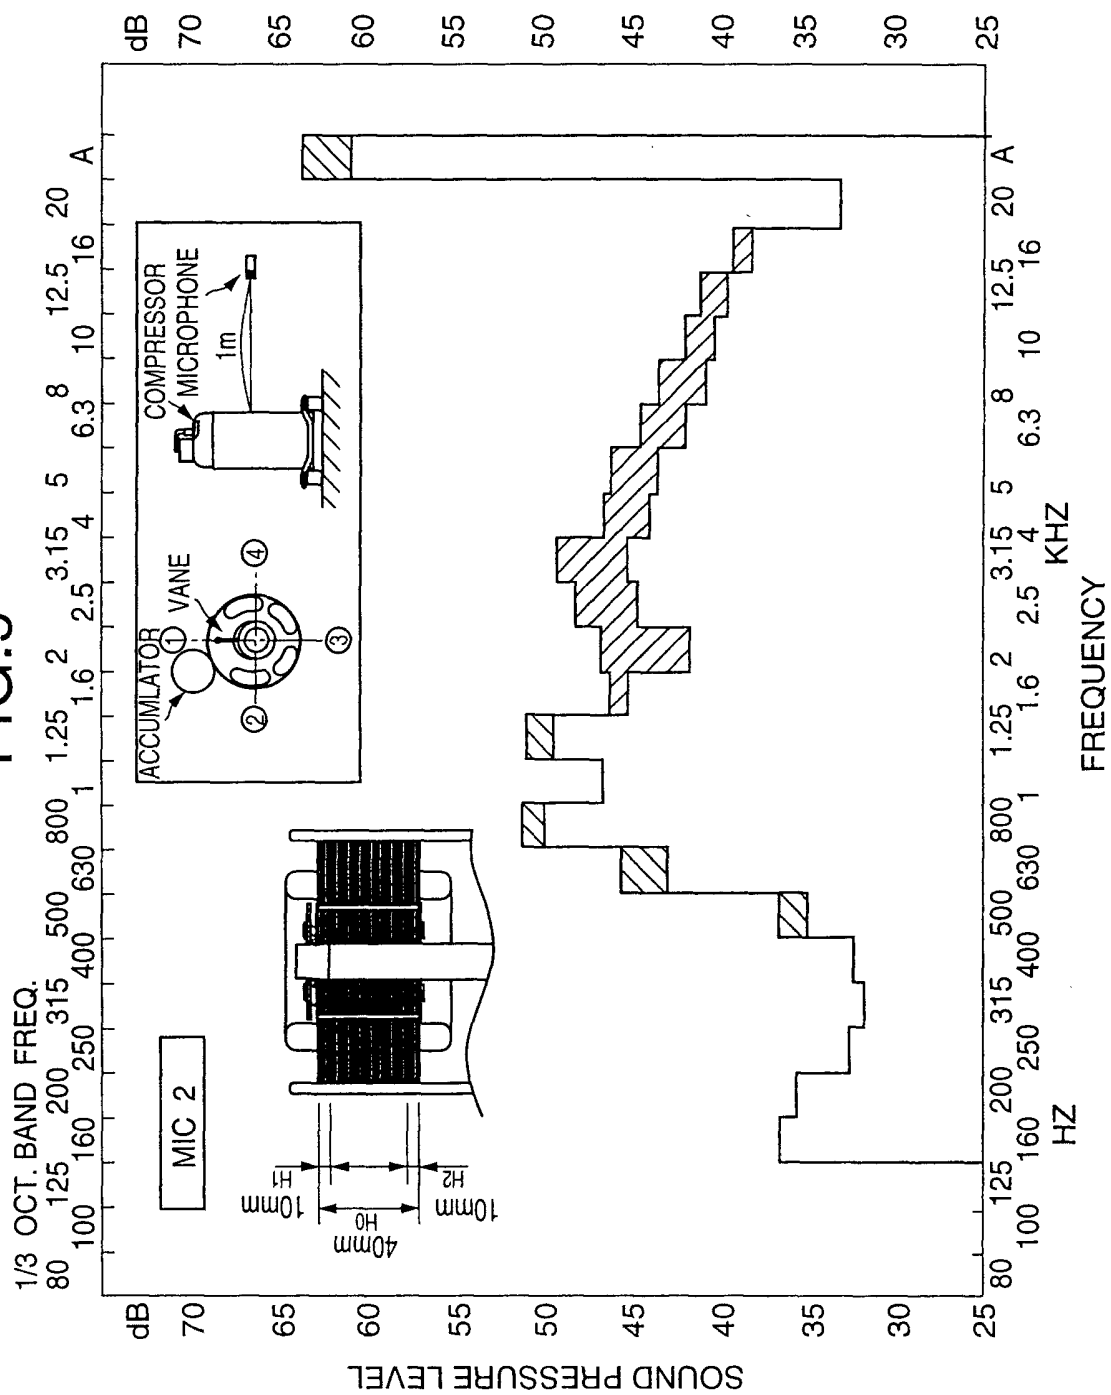 FIG.9
1/3 OCT. BAND FREQ.
80 100 125 160 200 250 315 400 500 630 800 1 1.25 1.6 2 2.5 3.15 4 5 6.3 8 10 12.5 16 20 A
dB
70
65
60
55
50
45
40
35
30
25
SOUND PRESSURE LEVEL
MIC 2
10mm
H1
40mm
H0
10mm
H2
ACCUMLATOR
VANE
1
2
3
4
COMPRESSOR
MICROPHONE
1m
dB
70
65
60
55
50
45
40
35
30
25
80 100 125 160 200 250 315 400 500 630 800 1 1.25 1.6 2 2.5 3.15 4 5 6.3 8 10 12.5 16 20 A
HZ
KHZ
FREQUENCY